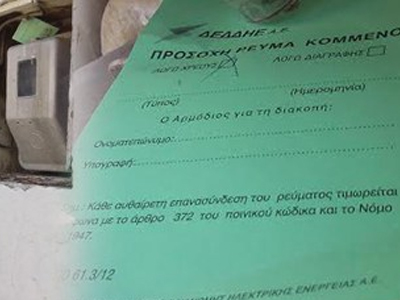 ΔΕΔΔΗΕ Α.Ε.
ΠΡΟΣΟΧΗ ΡΕΥΜΑ ΚΟΜΜΕΝΟ
ΛΟΓΩ ΧΡΕΟΥΣ ΛΟΓΩ ΔΙΑΓΡΑΦΗΣ
(Τόπος) (Ημερομηνία)
Ο Αρμόδιος για τη διακοπή:
Ονοματεπώνυμο:
Υπογραφή:
Κάθε αυθαίρετη επανασύνδεση του ρεύματος τιμωρείται
με το άρθρο 372 του ποινικού κώδικα και το Νόμο
1947.
61.3/12
ΗΛΕΚΤΡΙΚΗΣ ΕΝΕΡΓΕΙΑΣ Α.Ε.